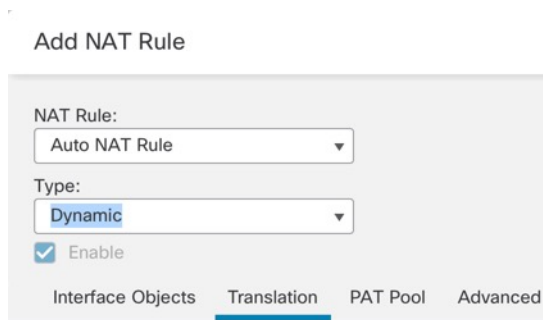 Add NAT Rule
NAT Rule:
Auto NAT Rule
Type:
Dynamic
Enable
Interface Objects Translation PAT Pool Advanced